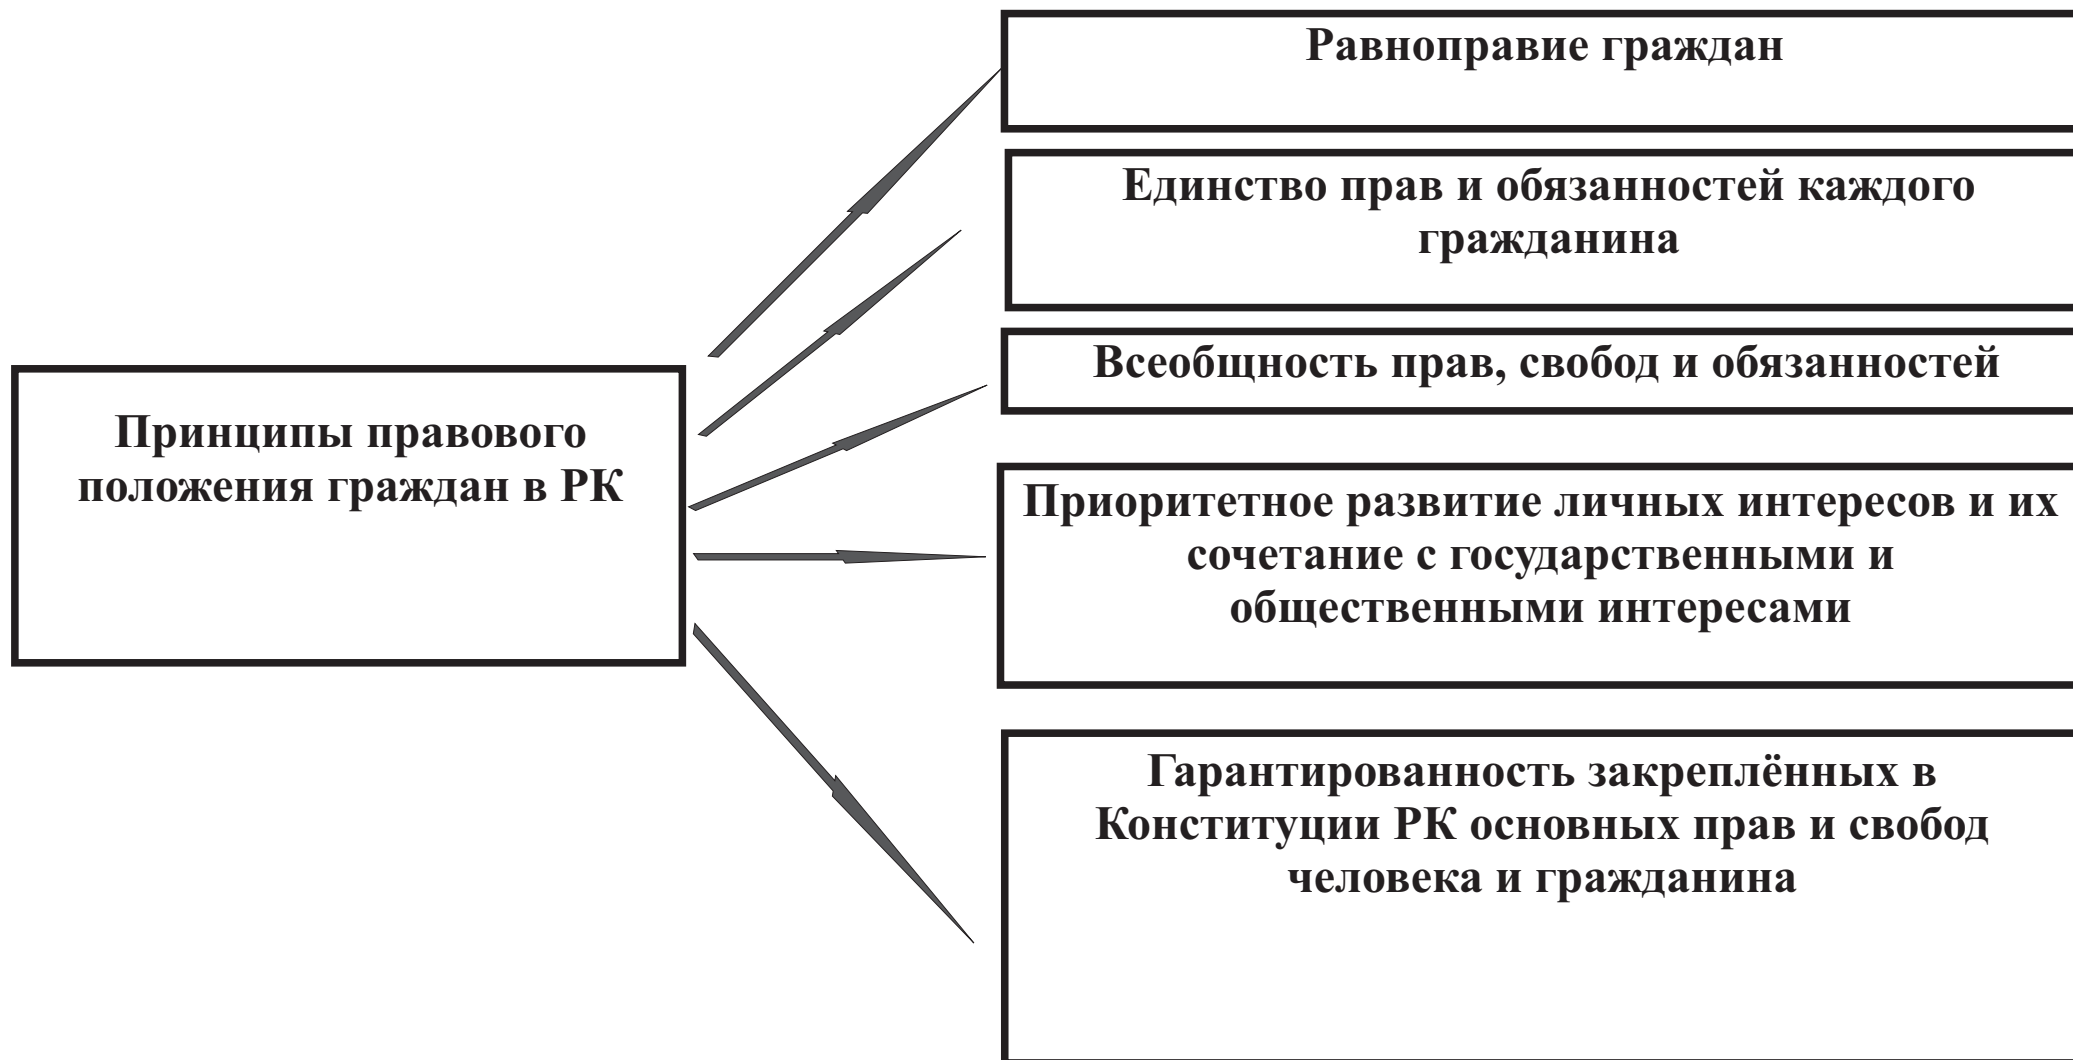 Равноправие граждан
Единство прав и обязанностей каждого
гражданина
Всеобщность прав, свобод и обязанностей
Принципы правового
положения граждан в РК
Приоритетное развитие личных интересов и их
сочетание с государственными и
общественными интересами
Гарантированность закреплённых в
Конституции РК основных прав и свобод
человека и гражданина